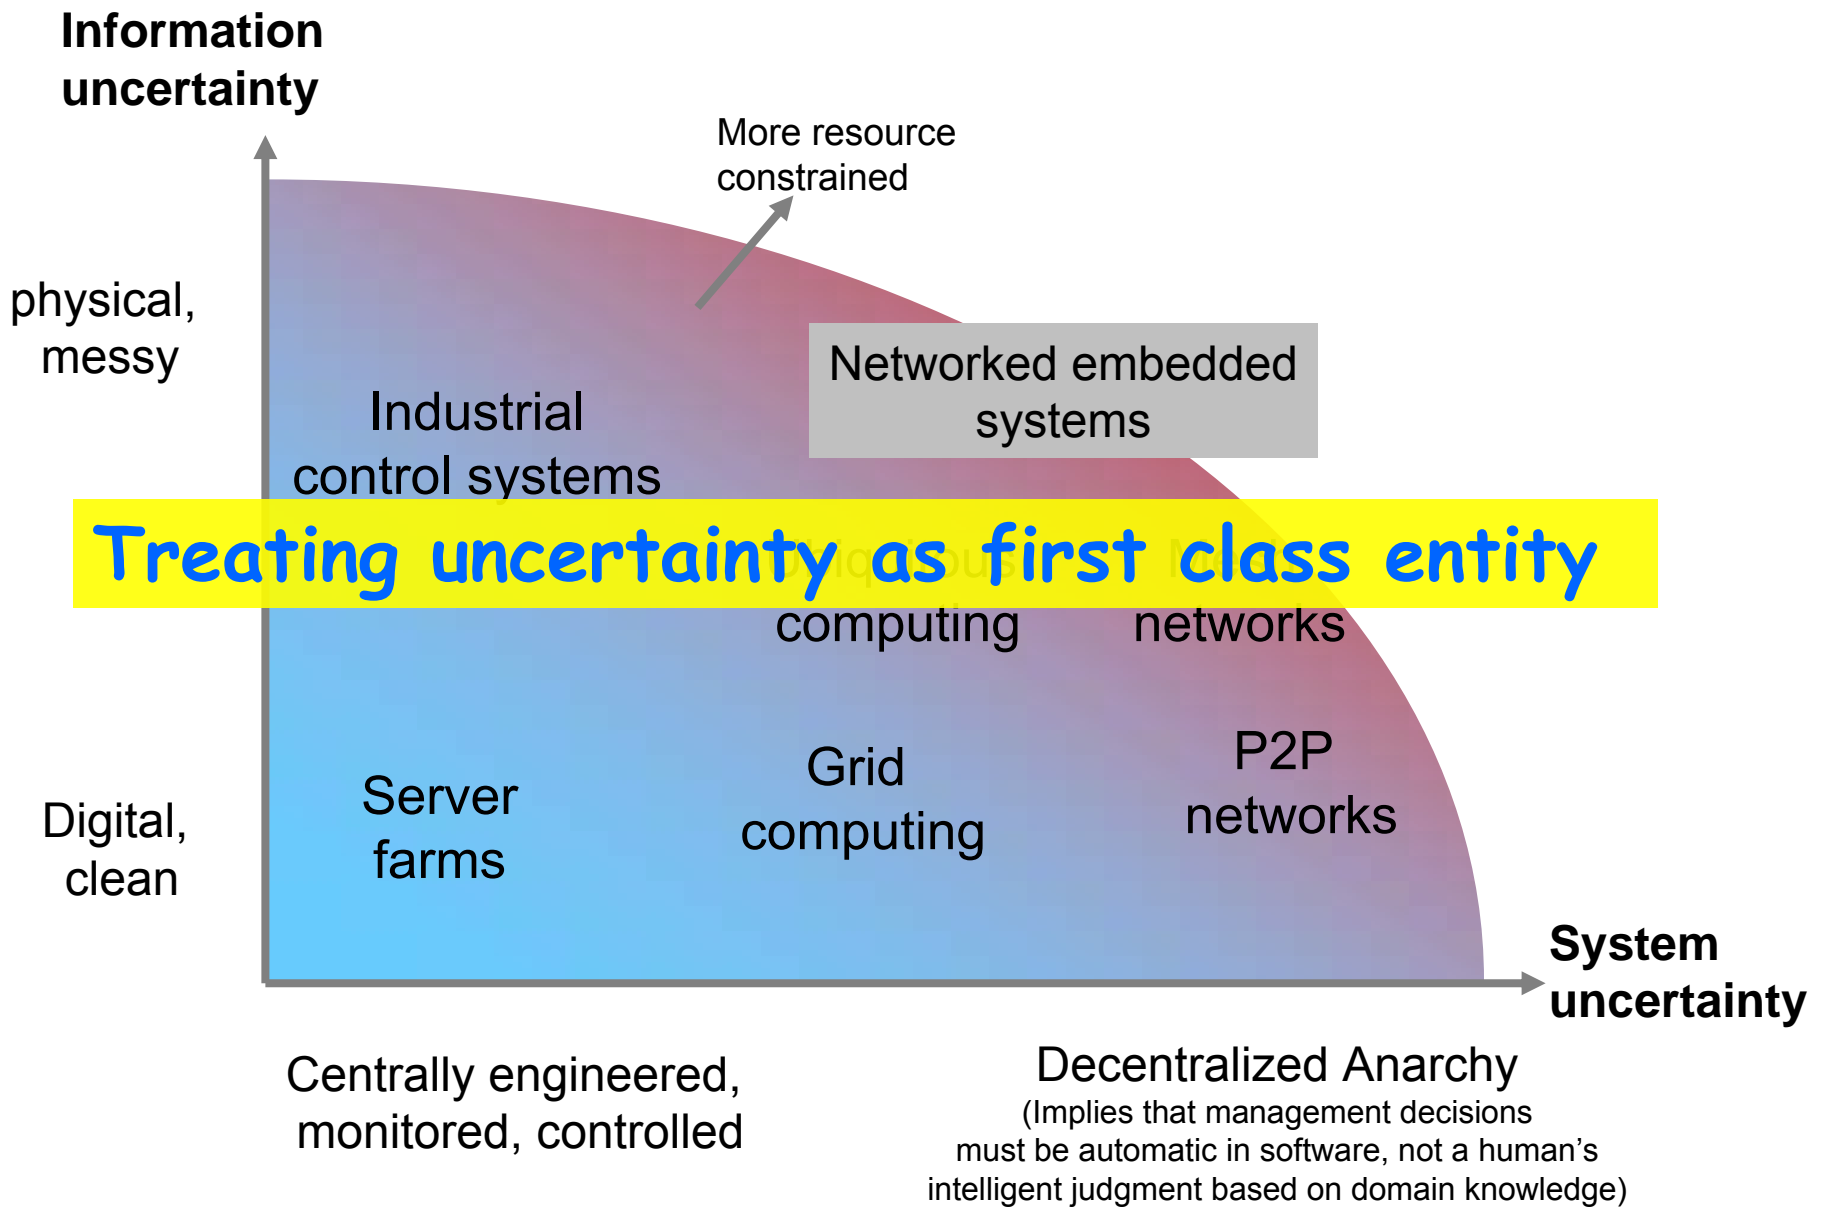 Information
uncertainty
More resource
constrained
physical,
messy
Networked embedded
systems
Industrial
control systems
Treating uncertainty as first class entity
computing
networks
Server
farms
Grid
computing
P2P
networks
Digital,
clean
System
uncertainty
Centrally engineered,
monitored, controlled
Decentralized Anarchy
(Implies that management decisions
must be automatic in software, not a human’s
intelligent judgment based on domain knowledge)